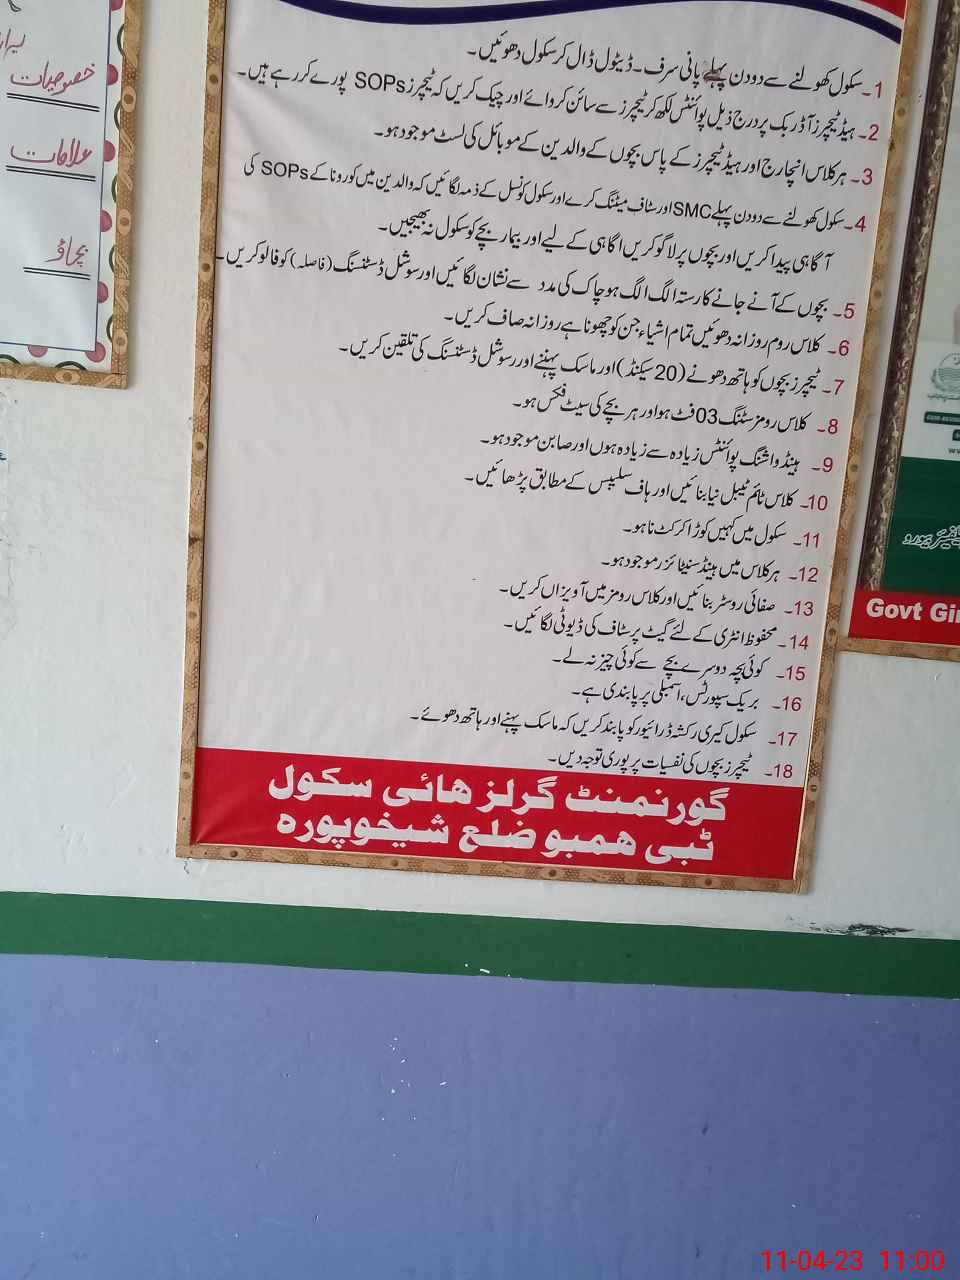 خصوصیات
علامات
بچاؤ
1۔ سکول کھولنے سے دو دن پہلے پانی سرف۔ڈیٹول ڈال کر سکول دھوئیں۔
2۔ ہیڈ ٹیچرز آڈر بک پر درج ذیل پوائنٹس لکھ کر ٹیچرز سے سائن کروائے اور چیک کریں کہ ٹیچرز SOPs پورے کر رہے ہیں۔
3۔ ہر کلاس انچارج اور ہیڈ ٹیچرز کے پاس بچوں کے والدین کے موبائل کی لسٹ موجود ہو۔
4۔ سکول کھولنے سے دو دن پہلے SMC اور سٹاف میٹنگ کرے اور سکول کونسل کے ذمہ لگائیں کہ والدین میں کورونا کے SOPs کی
آگاہی پیدا کریں اور بچوں پر لاگو کریں اگاہی کے لیے اور بیمار بچے کو سکول نہ بھیجیں۔
5۔ بچوں کے آنے جانے کا رستہ الگ الگ ہو چاک کی مدد سے نشان لگائیں اور سوشل ڈسٹنسنگ (فاصلہ) کو فالو کریں۔
6۔ کلاس روم روزانہ دھوئیں تمام اشیاء جن کو چھونا ہے روزانہ صاف کریں۔
7۔ ٹیچرز بچوں کو ہاتھ دھونے (20 سیکنڈ) اور ماسک پہننے اور سوشل ڈسٹنسنگ کی تلقین کریں۔
8۔ کلاس رومز سٹنگ 03 فٹ ہو اور ہر بچے کی سیٹ فکس ہو۔
9۔ ہینڈ واشنگ پوائنٹس زیادہ سے زیادہ ہوں اور صابن موجود ہو۔
10۔ کلاس ٹائم ٹیبل نیا بنائیں اور ہاف سلیبس کے مطابق پڑھائیں۔
11۔ سکول میں کہیں کوڑا کرکٹ نا ہو۔
12۔ ہر کلاس میں ہینڈ سنیٹائزر موجود ہو۔
13۔ صفائی روسٹر بنائیں اور کلاس رومز میں آویزاں کریں۔
14۔ محفوظ انٹری کے لئے گیٹ پر سٹاف کی ڈیوٹی لگائیں۔
15۔ کوئی بچہ دوسرے بچے سے کوئی چیز نہ لے۔
16۔ بریک سپورٹس، اسمبلی پر پابندی ہے۔
17۔ سکول کیری رکشہ ڈرائیور کو پابند کریں کہ ماسک پہنے اور ہاتھ دھوئے۔
18۔ ٹیچرز بچوں کی نفسیات پر پوری توجہ دیں۔
گورنمنٹ گرلز ھائی سکول
ٹبی ھمبو ضلع شیخوپورہ
Govt Gir
11-04-23 11:00